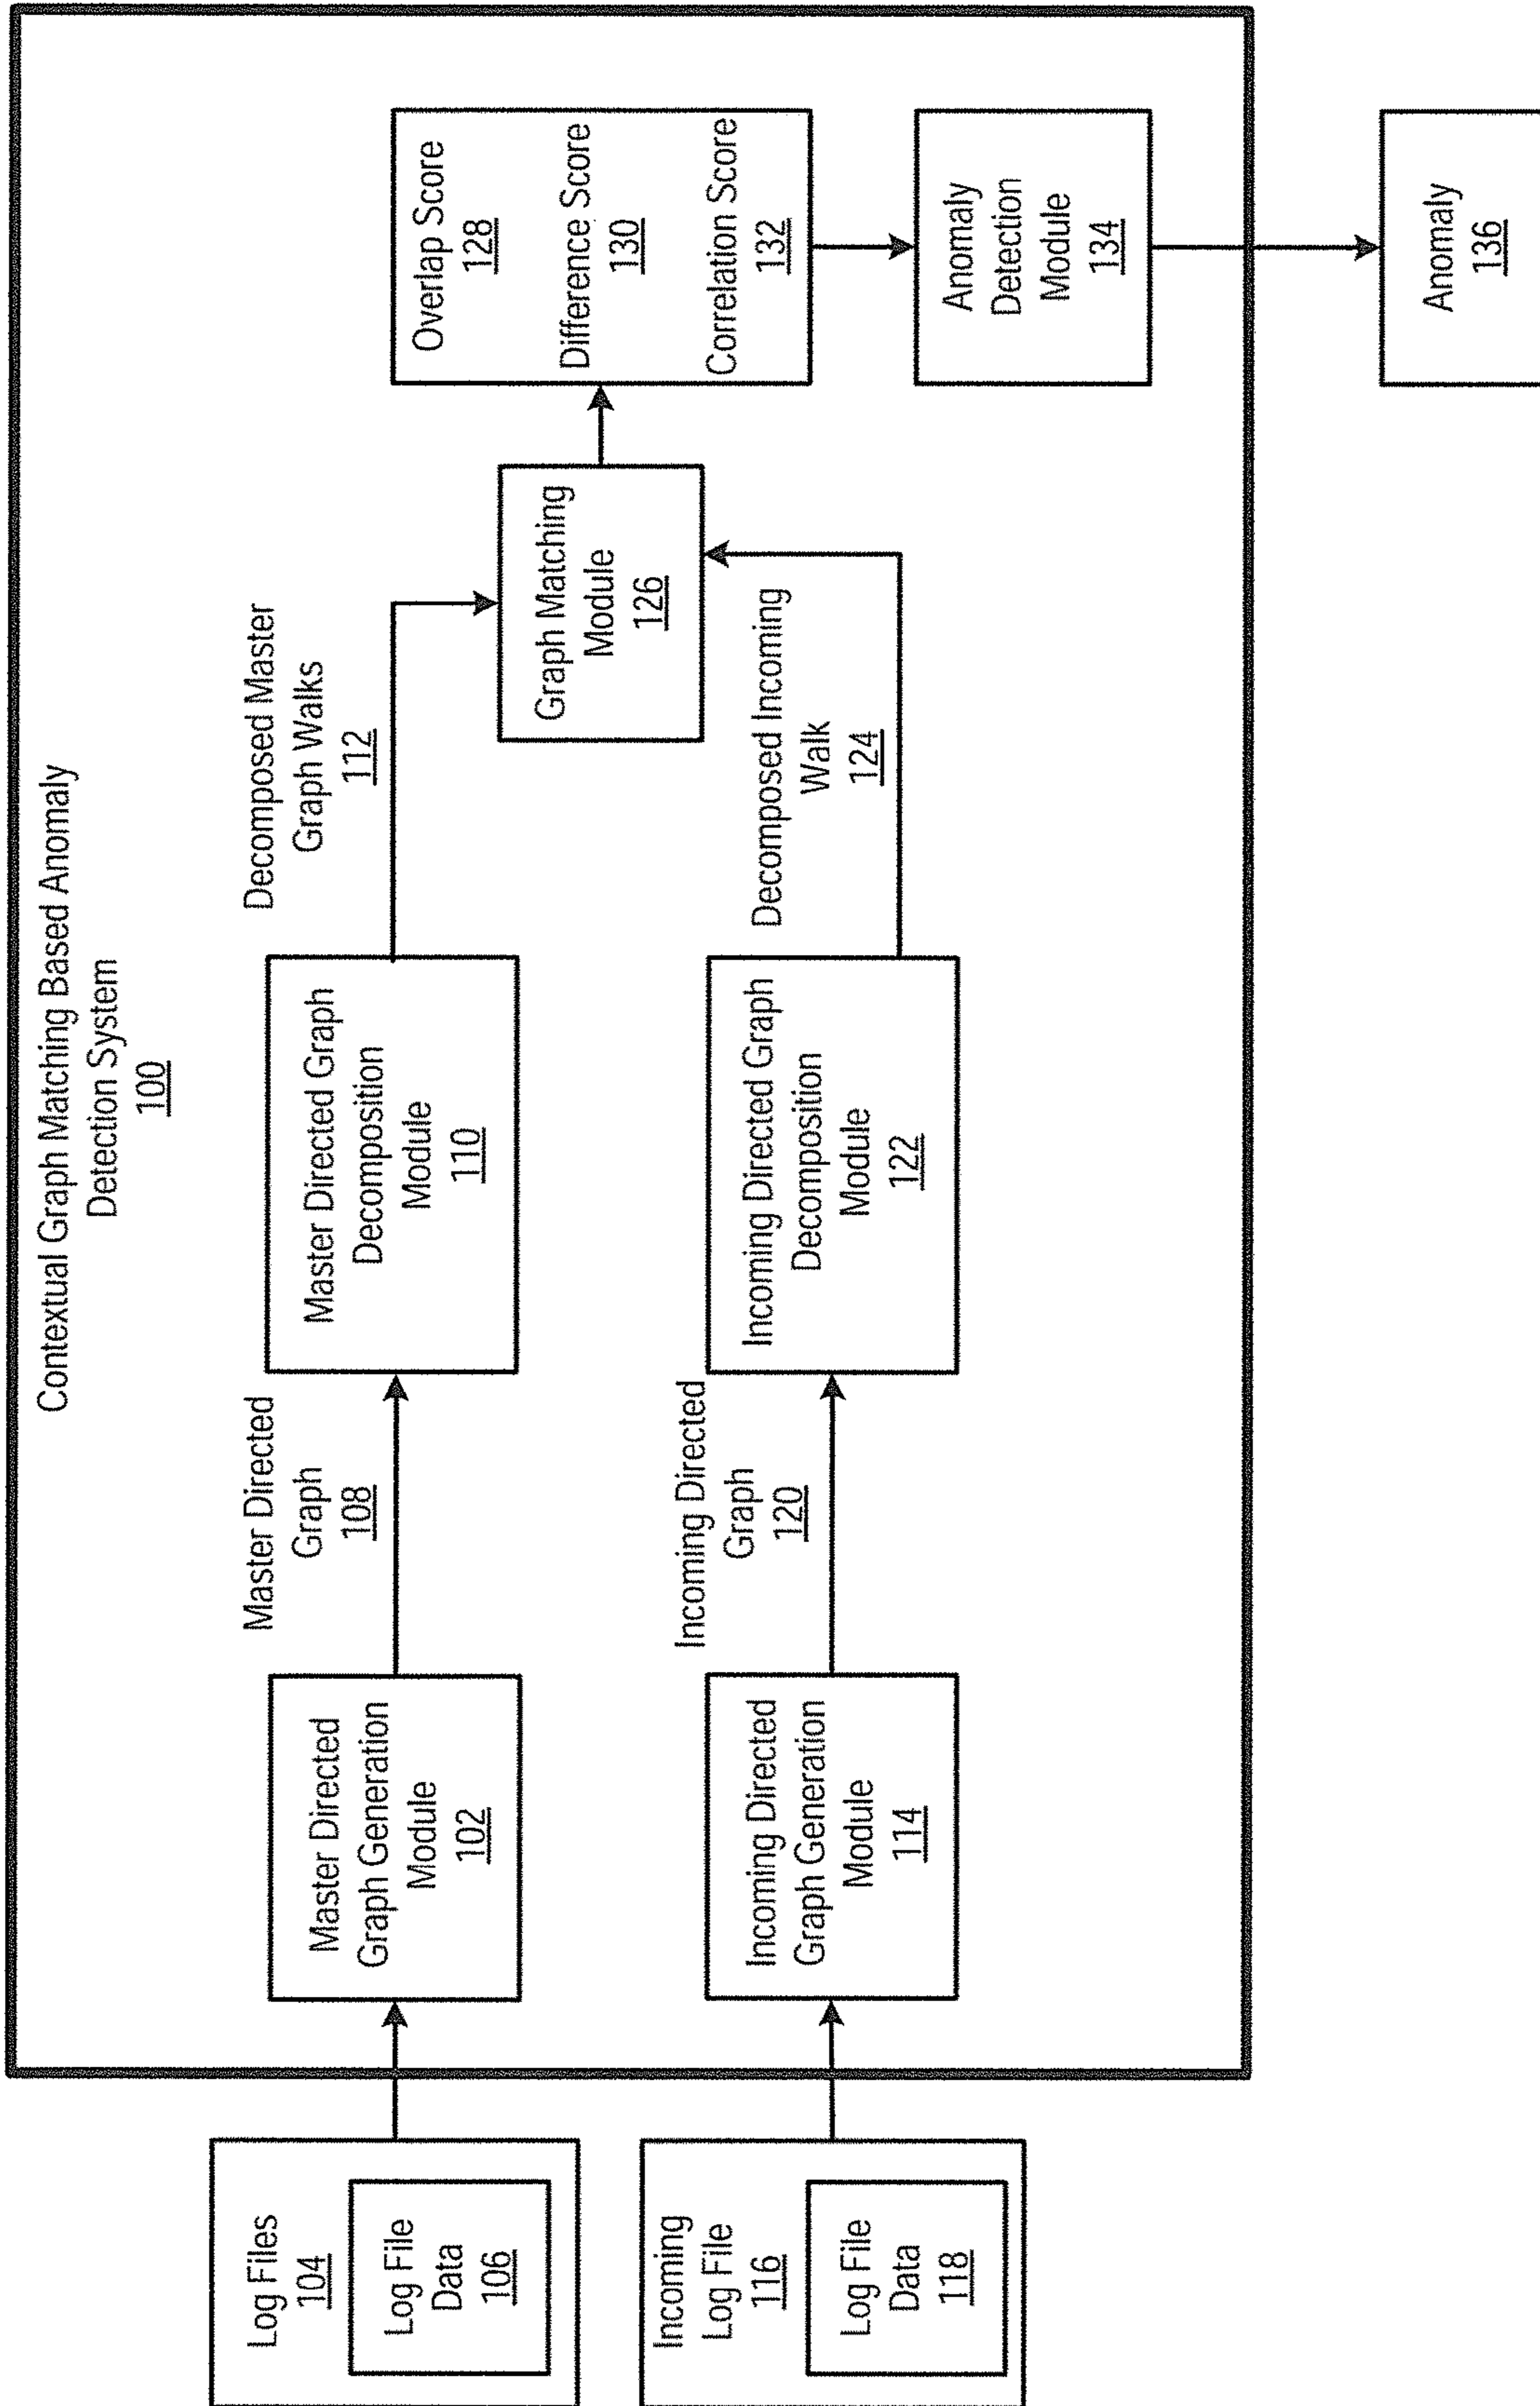 Contextual Graph Matching Based Anomaly
Detection System
100
Log Files
104
Log File
Data
106
Master Directed
Graph Generation
Module
102
Master Directed
Graph
108
Master Directed Graph
Decomposition
Module
110
Decomposed Master
Graph Walks
112
Incoming
Log File
116
Log File
Data
118
Incoming Directed
Graph Generation
Module
114
Incoming Directed
Graph
120
Incoming Directed Graph
Decomposition
Module
122
Decomposed Incoming
Walk
124
Graph Matching
Module
126
Overlap Score
128
Difference Score
130
Correlation Score
132
Anomaly
Detection
Module
134
Anomaly
136